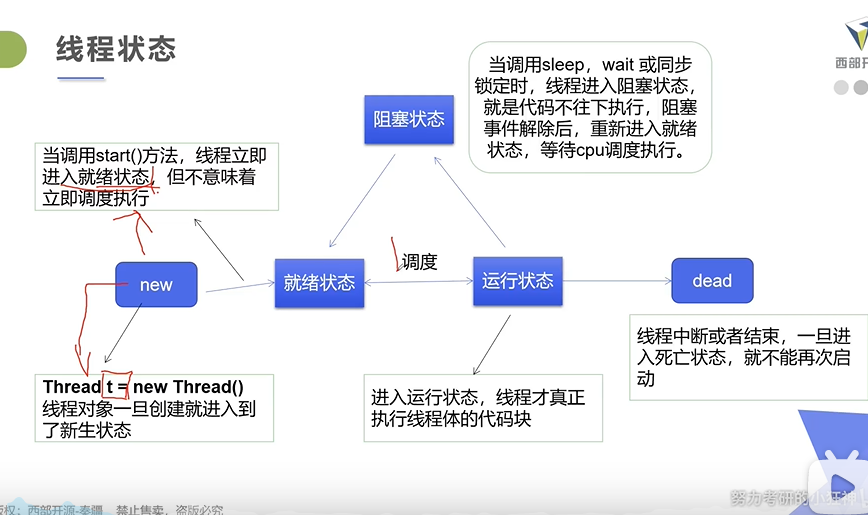 线程状态
西部开
当调用sleep，wait 或同步
锁定时，线程进入阻塞状态，
就是代码不往下执行，阻塞
事件解除后，重新进入就绪
状态，等待cpu调度执行。
阻塞状态
当调用start()方法，线程立即
进入就绪状态，但不意味着
立即调度执行
new
就绪状态
调度
运行状态
dead
线程中断或者结束，一旦进
入死亡状态，就不能再次启
动
Thread t = new Thread()
线程对象一旦创建就进入到
了新生状态
进入运行状态，线程才真正
执行线程体的代码块
努力考研的小狂神
版权：西部开源-秦疆 禁止售卖，盗版必究